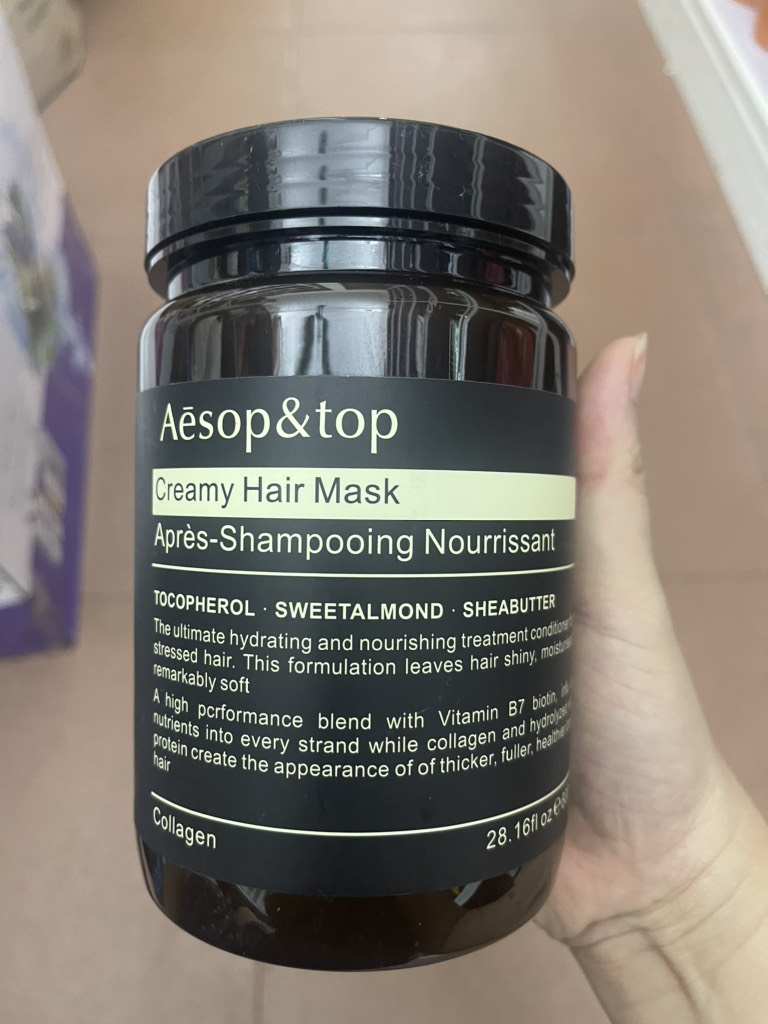 Aēsop&top
Creamy Hair Mask
Après-Shampooing Nourrissant
TOCOPHEROL · SWEETALMOND · SHEABUTTER
The ultimate hydrating and nourishing treatment conditioner
stressed hair. This formulation leaves hair shiny,
remarkably soft
A high pcrformance blend with Vitamin B7 biotin,
nutrients into every strand while collagen and
protein create the appearance of of thicker, fuller,
hair
Collagen
28.16fl oz ℮